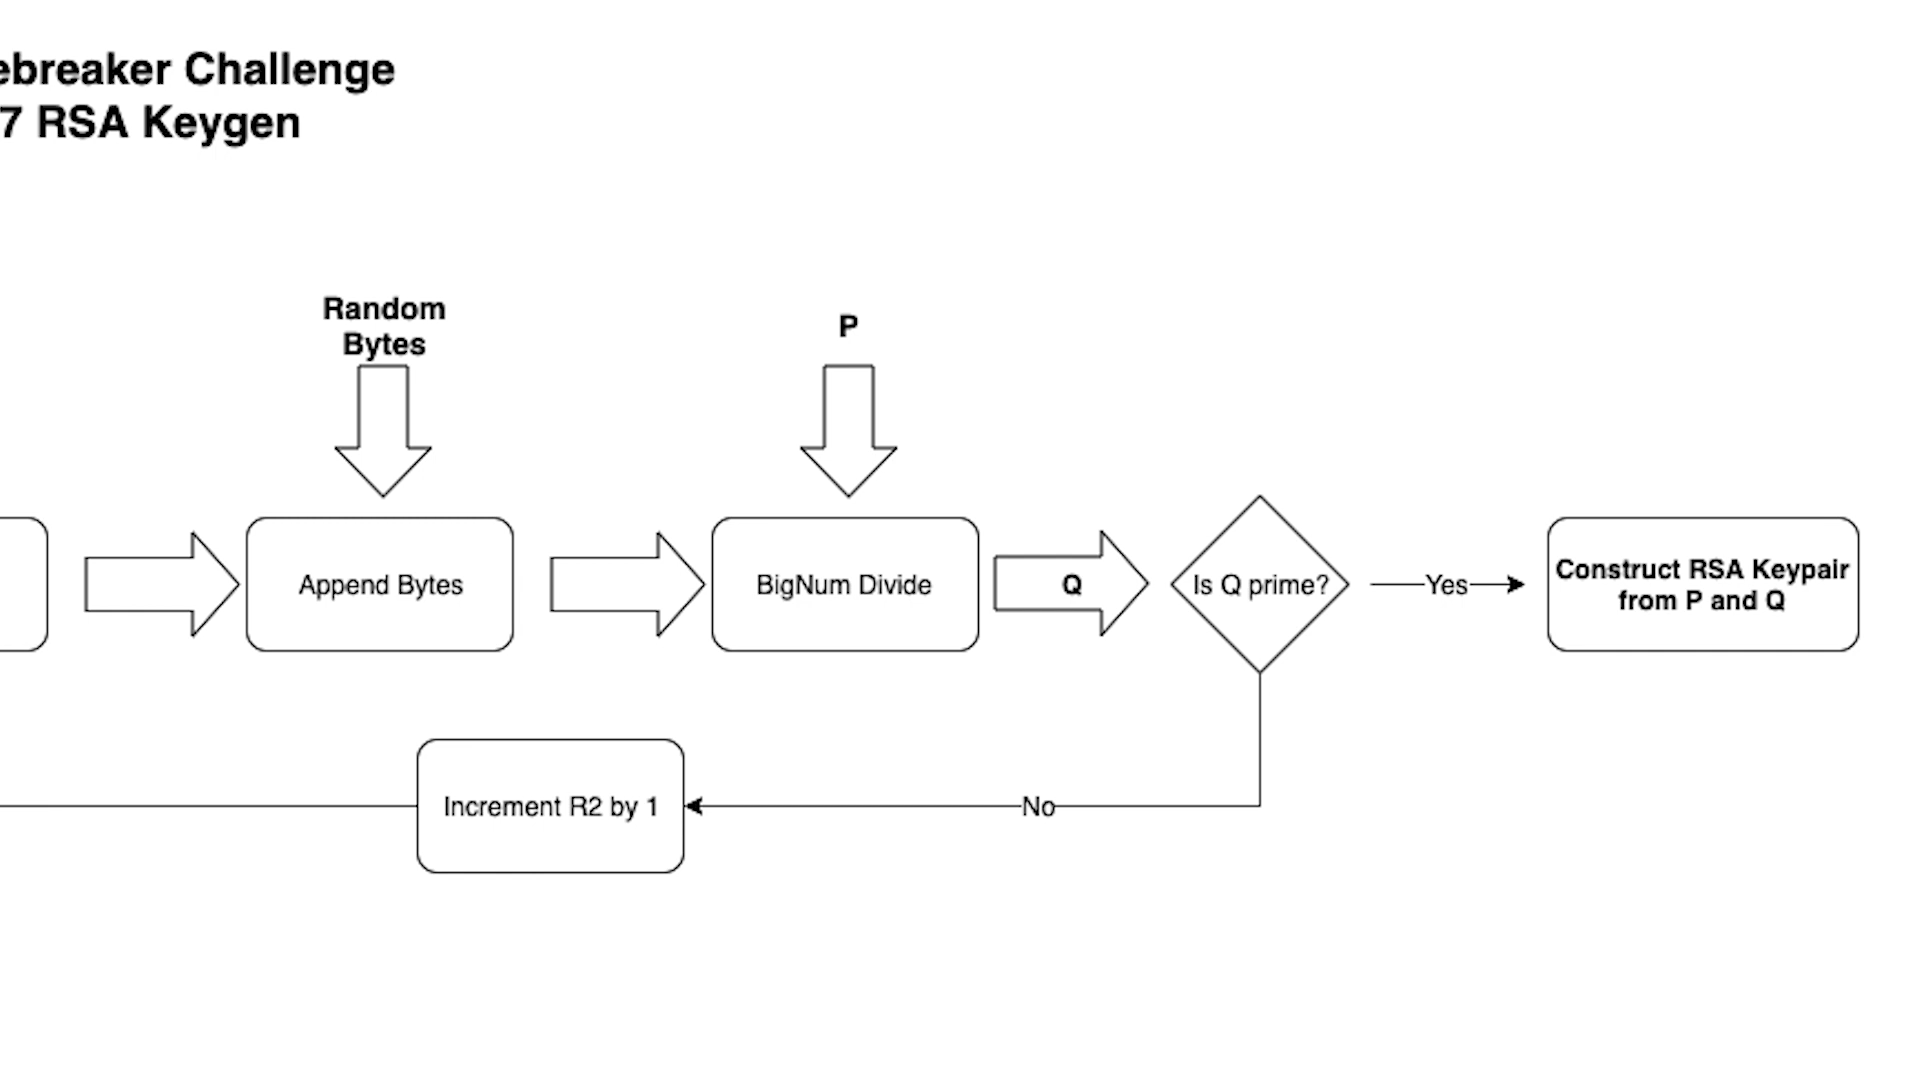 ebreaker Challenge
7 RSA Keygen
Random
Bytes
P
Append Bytes
BigNum Divide
Q
Is Q prime?
Yes
Construct RSA Keypair
from P and Q
Increment R2 by 1
No